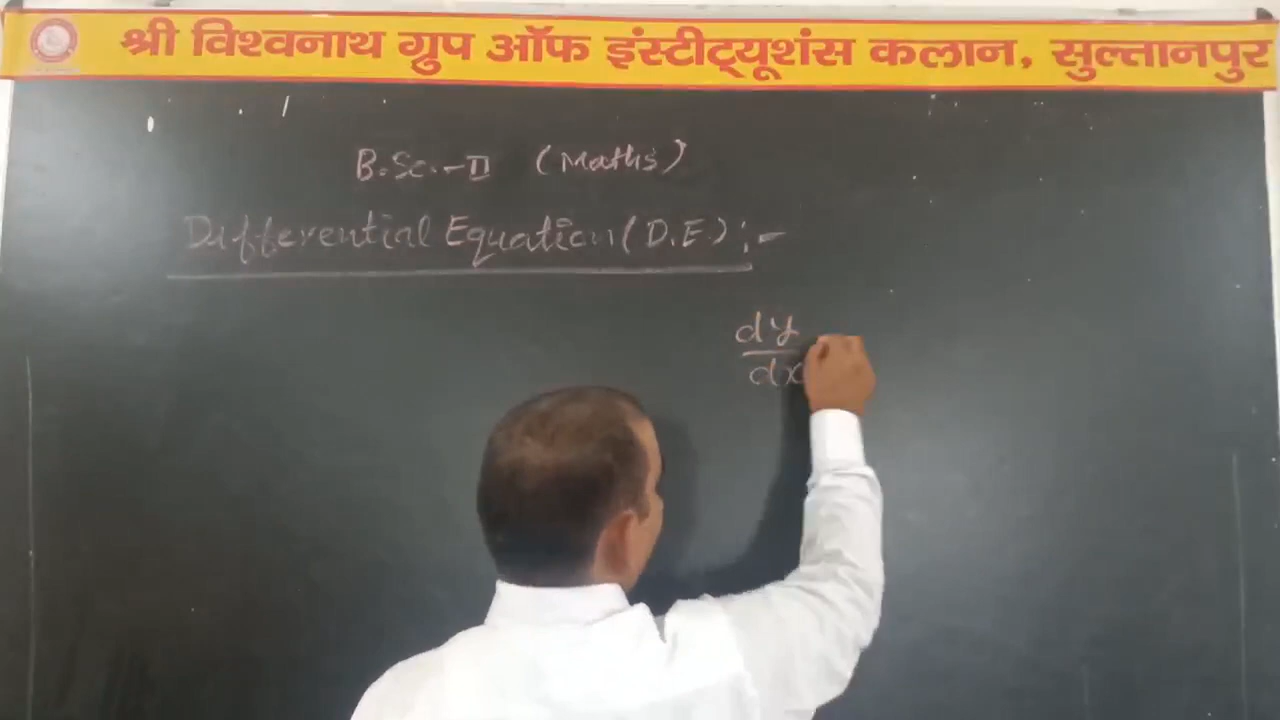 श्री विश्वनाथ ग्रुप ऑफ इंस्टीट्यूशंस कलान, सुल्तानपुर
B.Sc.-II (Maths)
Differential Equation (D.E.):-
dy
dx